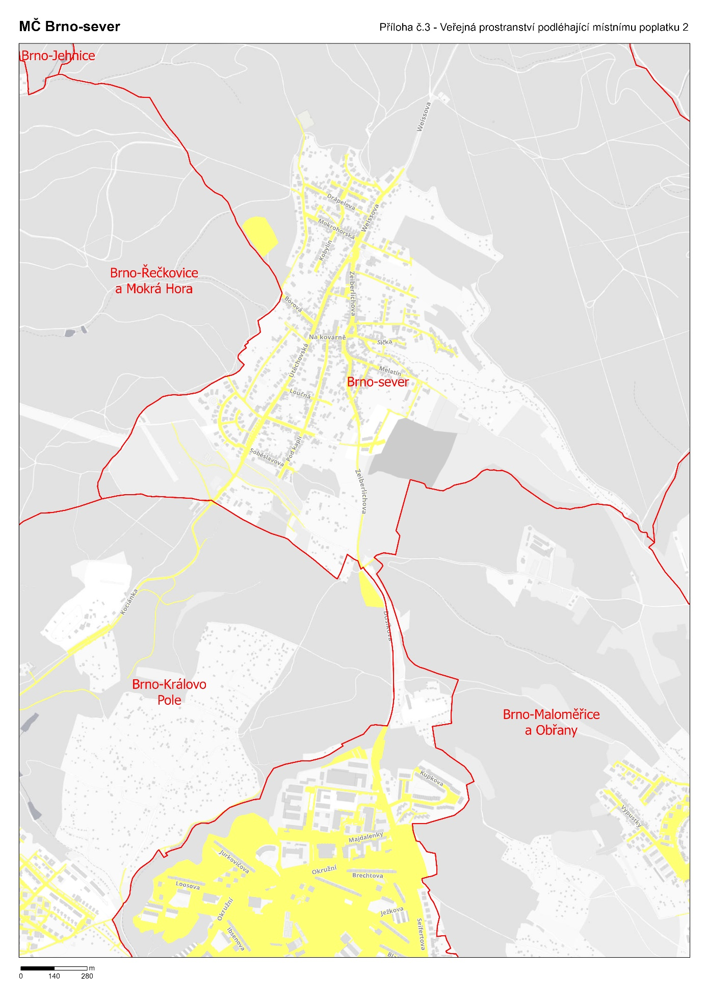 MČ Brno-sever
Příloha č.3 - Veřejná prostranství podléhající místnímu poplatku 2
Brno-Jehnice
Weissova
Drápelova
Weissova
Mokrohorská
Kobylín
Brno-Řečkovice
a Mokrá Hora
Zeiberlichova
Borová
Na kovárně
Sička
Útěchovská
Melatín
Brno-sever
Loučná
Pod kaplí
Soběslavova
Zeiberlichova
Kociánka
Dusíkova
Brno-Královo
Pole
Brno-Maloměřice
a Obřany
Kupkova
Výpustky
Majdalenky
Jurkovičova
Okružní
Brechtova
Loosova
Okružní
Ježkova
Seifertova
Ibsenova
m
0 140 280